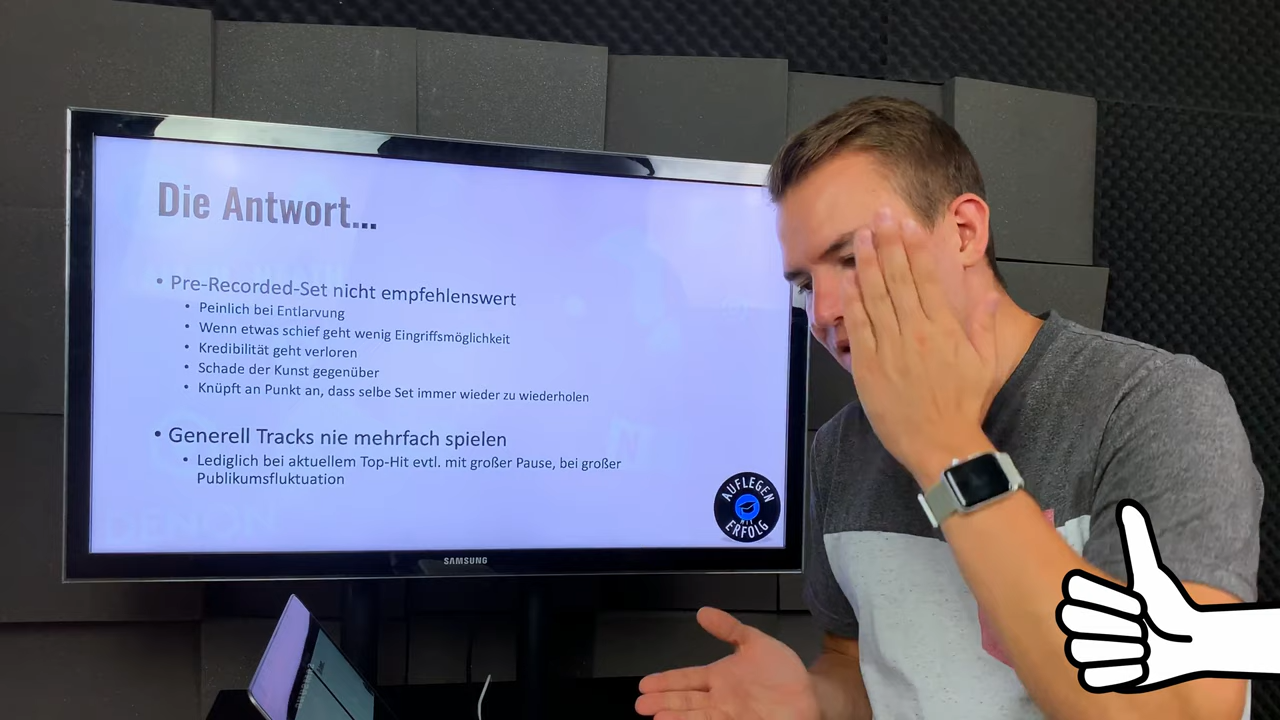 Die Antwort...
• Pre-Recorded-Set nicht empfehlenswert
• Peinlich bei Entlarvung
• Wenn etwas schief geht wenig Eingriffsmöglichkeit
• Kredibilität geht verloren
• Schade der Kunst gegenüber
• Knüpft an Punkt an, dass selbe Set immer wieder zu wiederholen
• Generell Tracks nie mehrfach spielen
• Lediglich bei aktuellem Top-Hit evtl. mit großer Pause, bei großer
Publikumsfluktuation
AUFLEGEN
MIT
ERFOLG
DENON
SAMSUNG